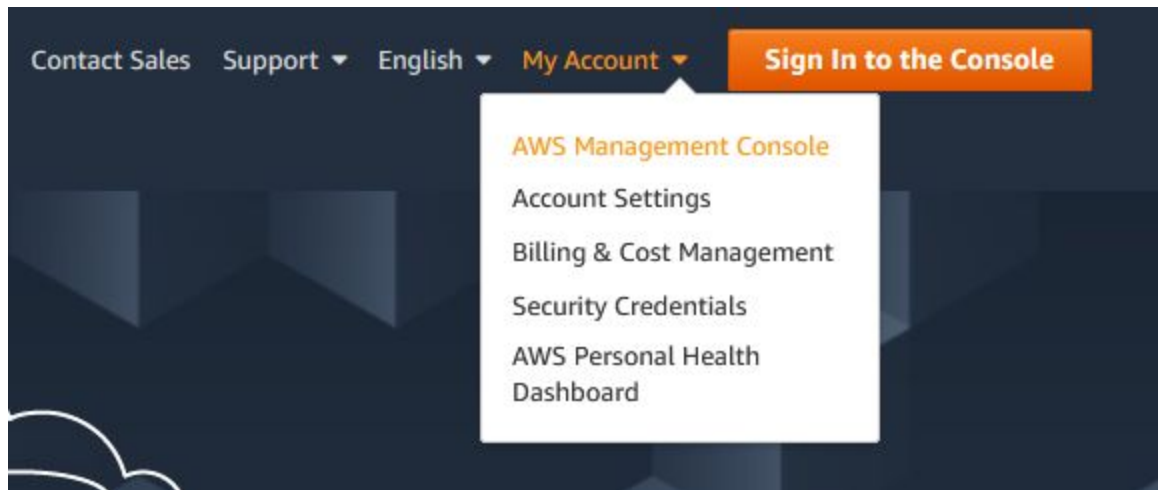 Contact Sales Support English My Account Sign In to the Console
AWS Management Console
Account Settings
Billing & Cost Management
Security Credentials
AWS Personal Health
Dashboard